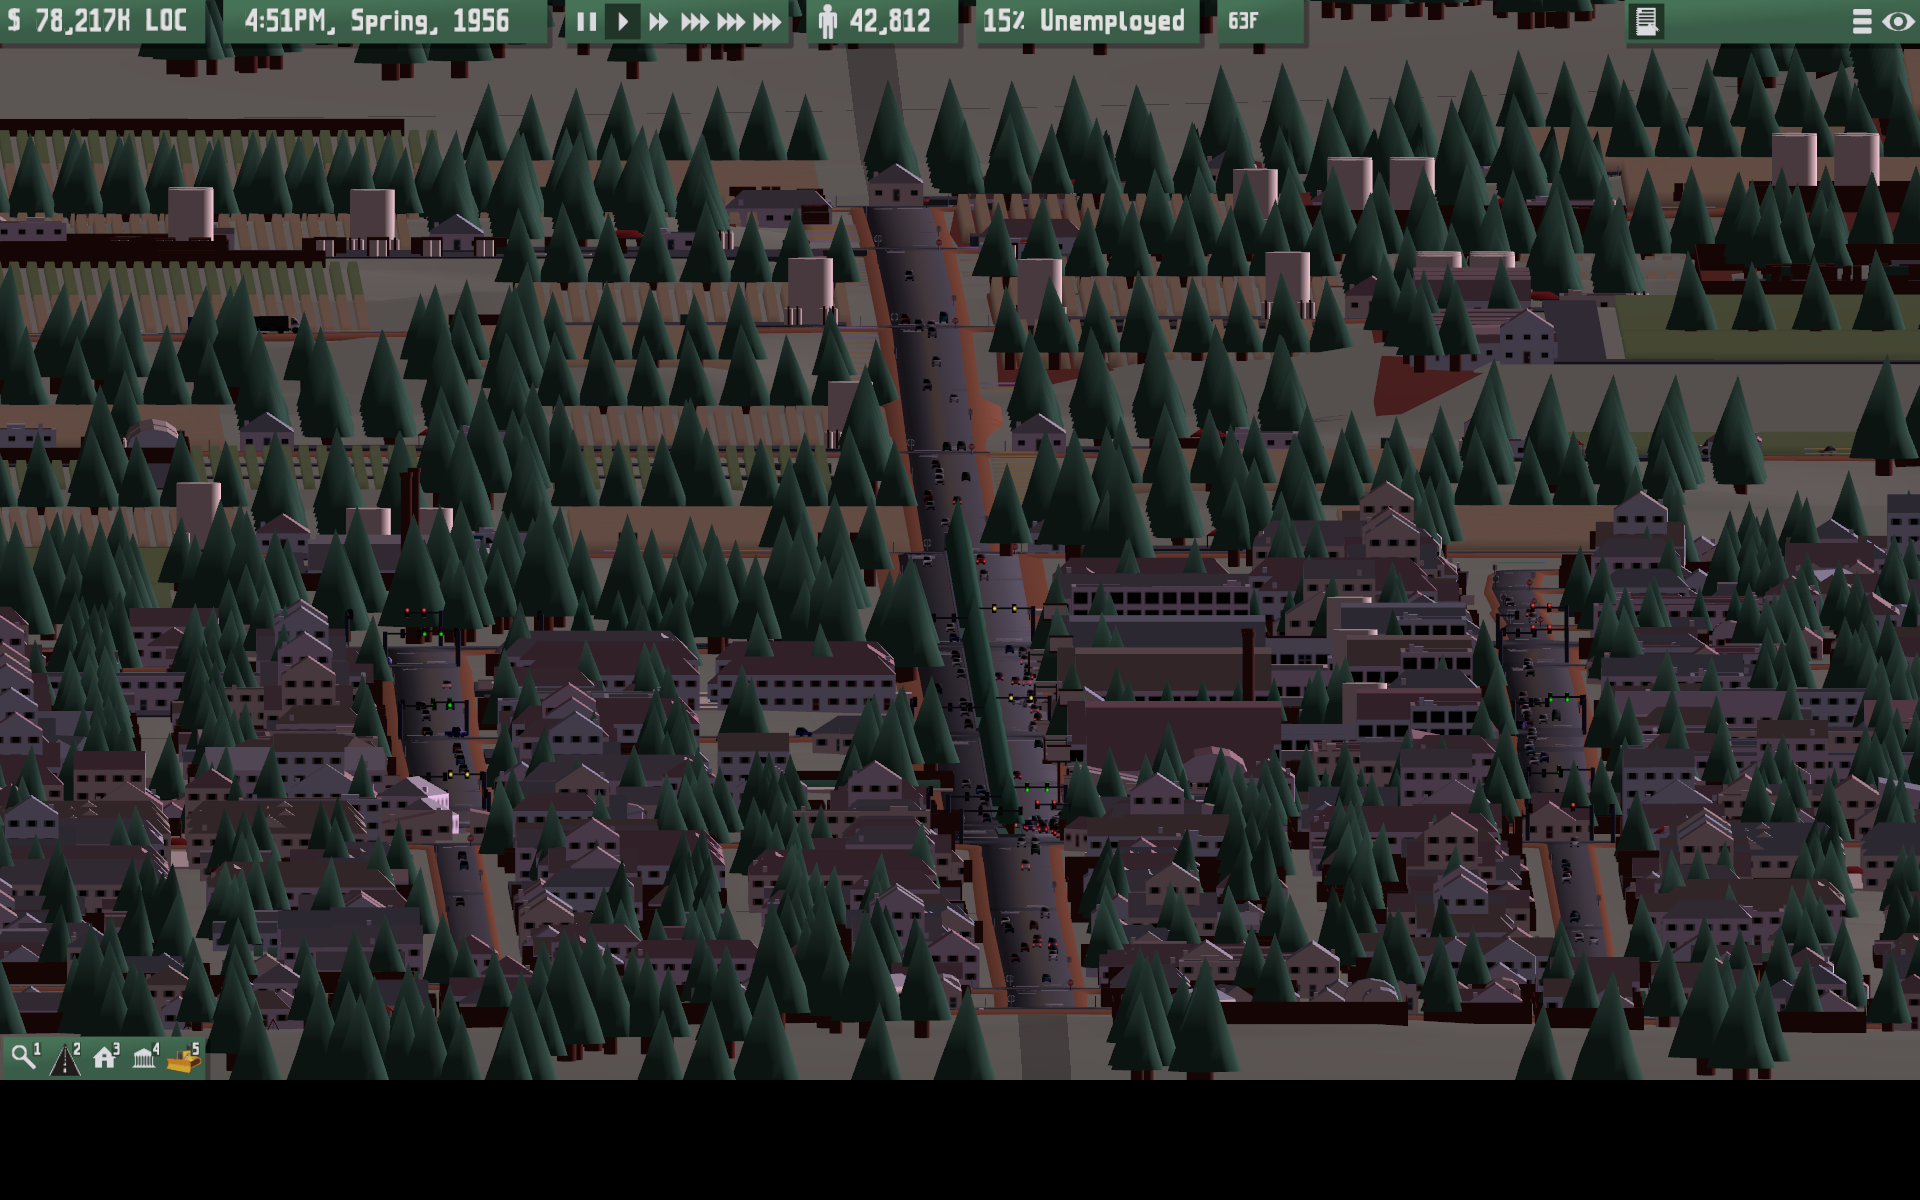 $ 78,217K LOC
4:51PM, Spring, 1956
42,812
15% Unemployed
63F
1
2
3
4
5